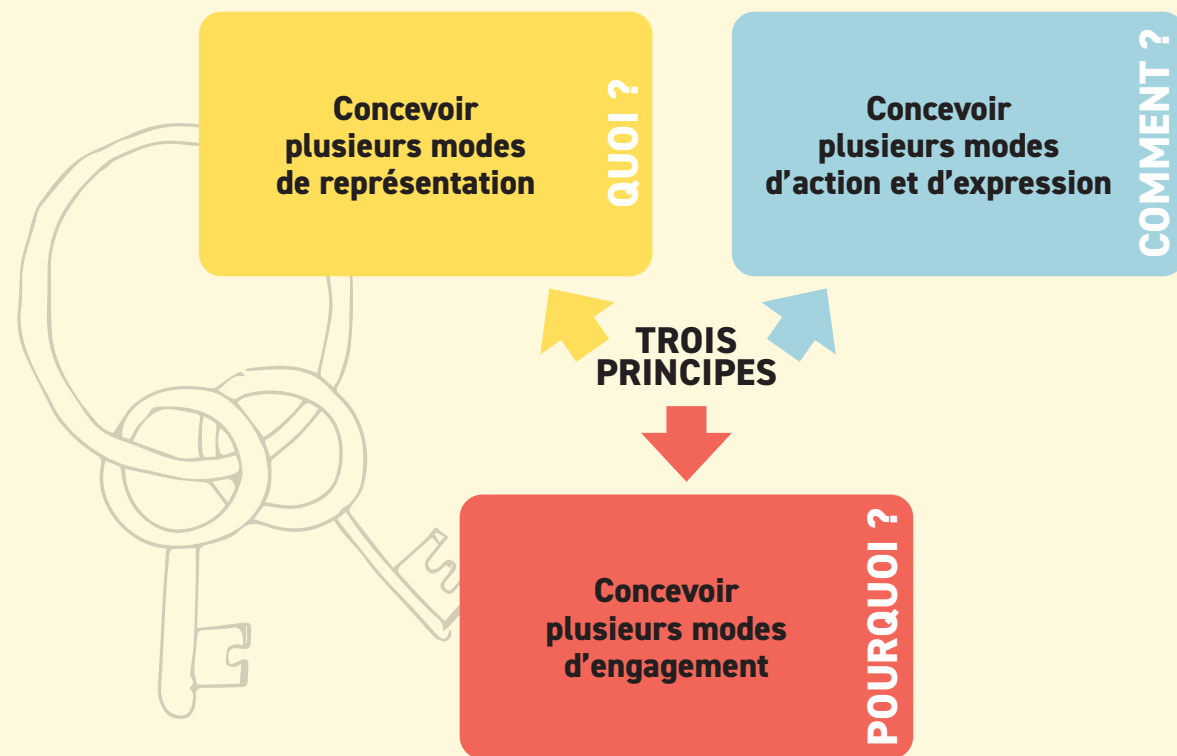 Concevoir
plusieurs modes
de représentation
QUOI ?
Concevoir
plusieurs modes
d’action et d’expression
COMMENT ?
TROIS
PRINCIPES
Concevoir
plusieurs modes
d’engagement
POURQUOI ?